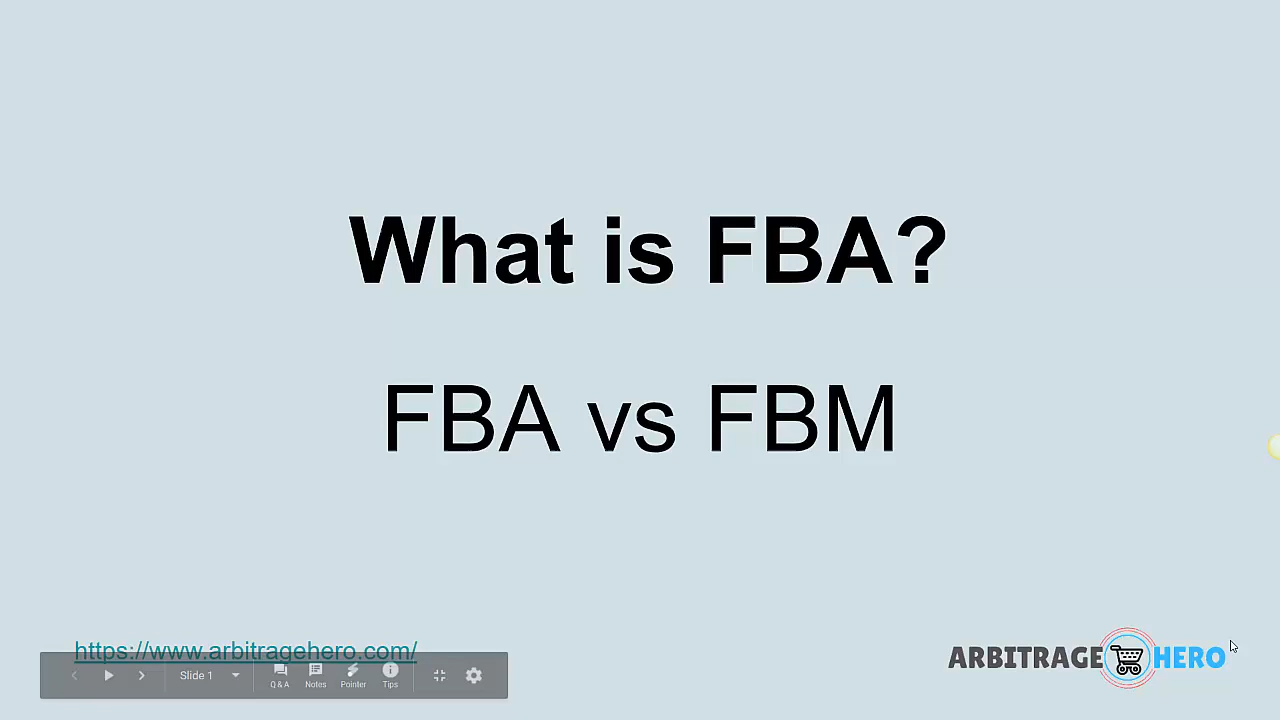 What is FBA?
FBA vs FBM
https://www.arbitragehero.com/
Slide 1
Q & A
Notes
Pointer
Tips
ARBITRAGE HERO